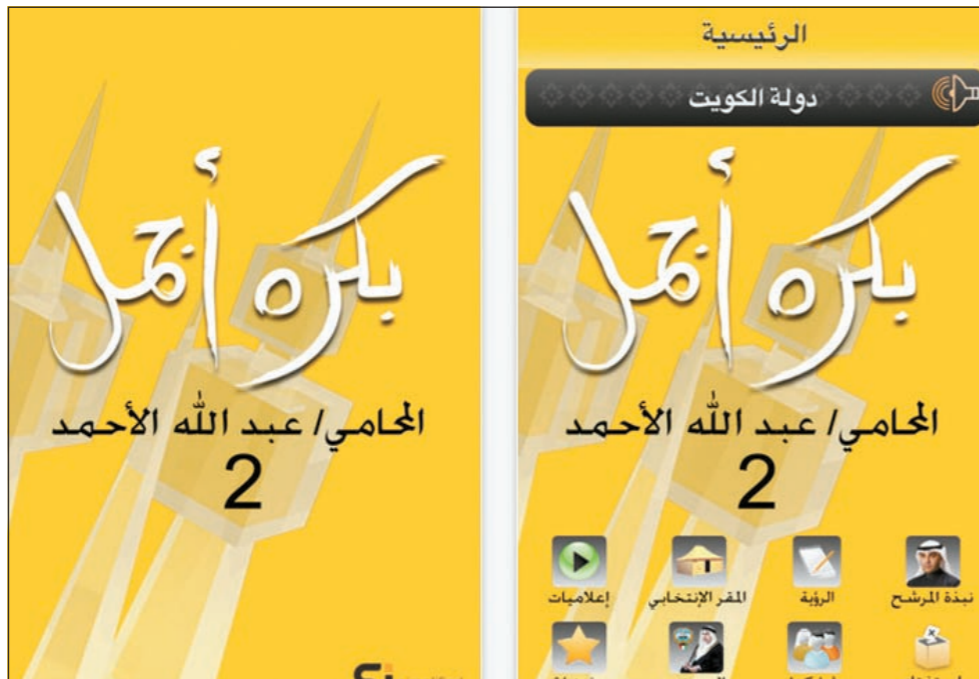 الرئيسية
دولة الكويت
بكره أجمل
المحامي/ عبد الله الأحمد
2
نبذة المرشح
الرؤية
المقر الإنتخابي
إعلاميات
بكره أجمل
المحامي/ عبد الله الأحمد
2